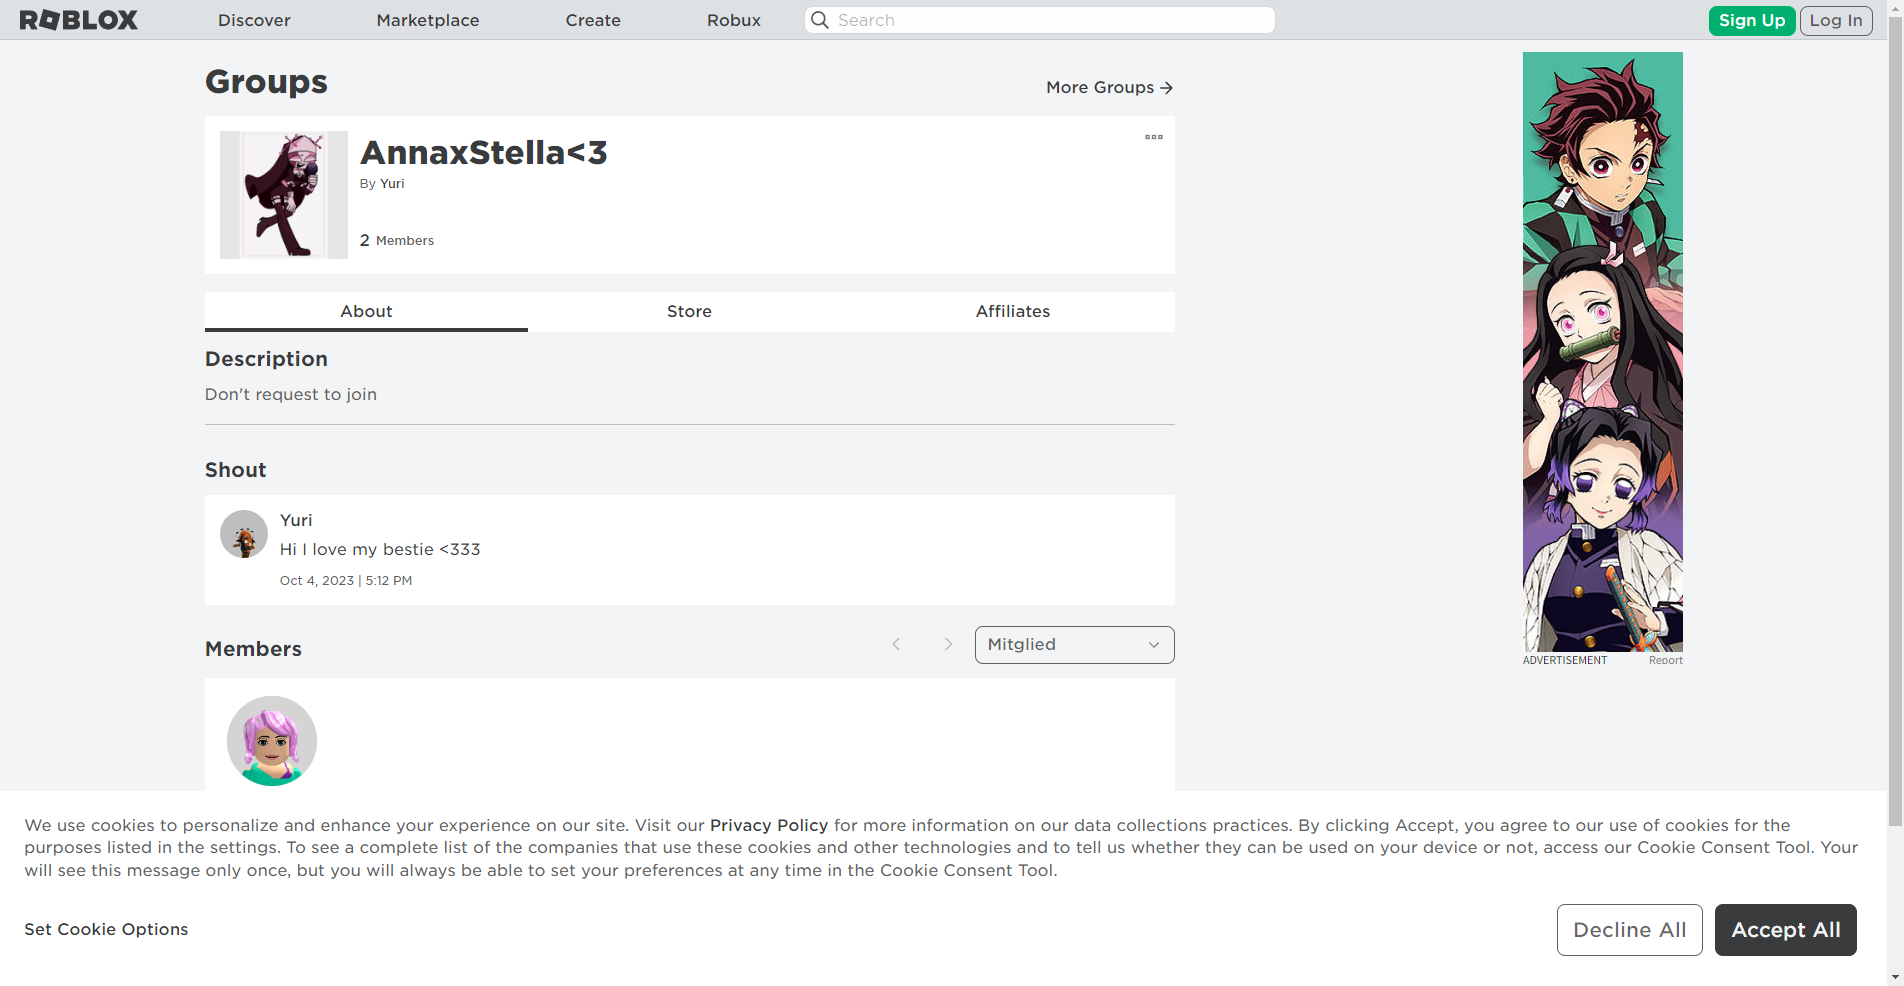 ROBLOX
Discover
Marketplace
Create
Robux
Search
Sign Up
Log In
Groups
More Groups →
AnnaxStella<3
By Yuri
2 Members
About
Store
Affiliates
Description
Don't request to join
Shout
Yuri
Hi I love my bestie <333
Oct 4, 2023 | 5:12 PM
Members
Mitglied
ADVERTISEMENT
Report
We use cookies to personalize and enhance your experience on our site. Visit our Privacy Policy for more information on our data collections practices. By clicking Accept, you agree to our use of cookies for the
purposes listed in the settings. To see a complete list of the companies that use these cookies and other technologies and to tell us whether they can be used on your device or not, access our Cookie Consent Tool. Your
will see this message only once, but you will always be able to set your preferences at any time in the Cookie Consent Tool.
Set Cookie Options
Decline All
Accept All